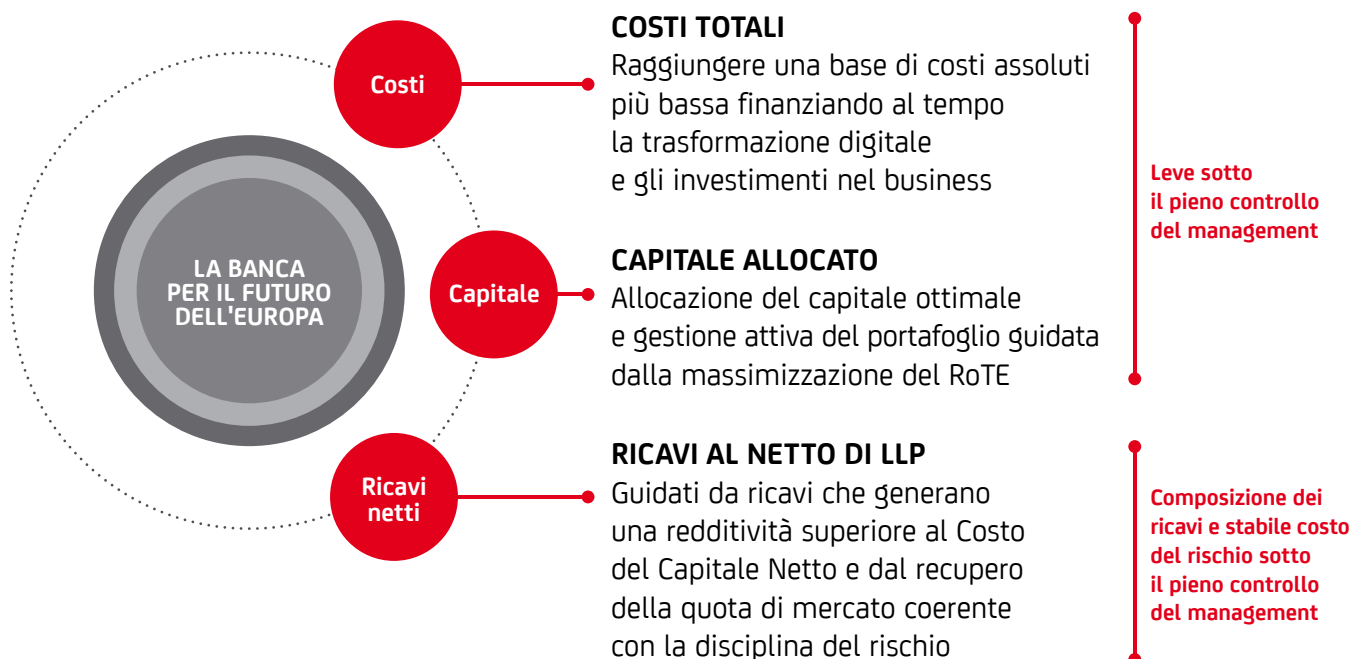 LA BANCA
PER IL FUTURO
DELL'EUROPA
Costi
COSTI TOTALI
Raggiungere una base di costi assoluti
più bassa finanziando al tempo
la trasformazione digitale
e gli investimenti nel business
Capitale
CAPITALE ALLOCATO
Allocazione del capitale ottimale
e gestione attiva del portafoglio guidata
dalla massimizzazione del RoTE
Leve sotto
il pieno controllo
del management
Ricavi
netti
RICAVI AL NETTO DI LLP
Guidati da ricavi che generano
una redditività superiore al Costo
del Capitale Netto e dal recupero
della quota di mercato coerente
con la disciplina del rischio
Composizione dei
ricavi e stabile costo
del rischio sotto
il pieno controllo
del management